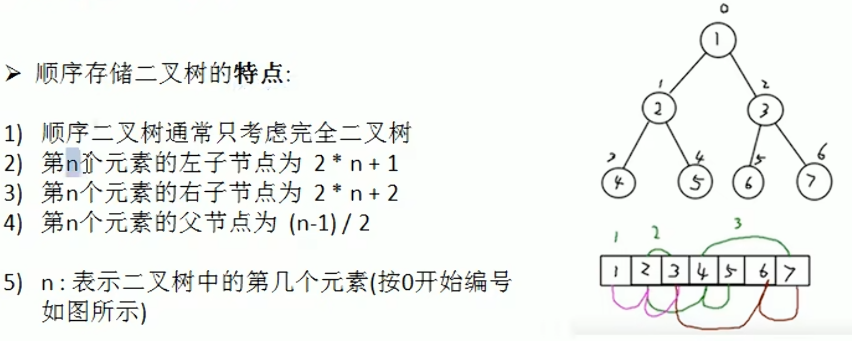 ➢ 顺序存储二叉树的特点:
1) 顺序二叉树通常只考虑完全二叉树
2) 第n个元素的左子节点为 2 * n + 1
3) 第n个元素的右子节点为 2 * n + 2
4) 第n个元素的父节点为 (n-1) / 2
5) n : 表示二叉树中的第几个元素(按0开始编号
如图所示)
0
1
1 2
2 3
3 4 5 6
4 5 6 7
1 2 3
1 2 3 4 5 6 7